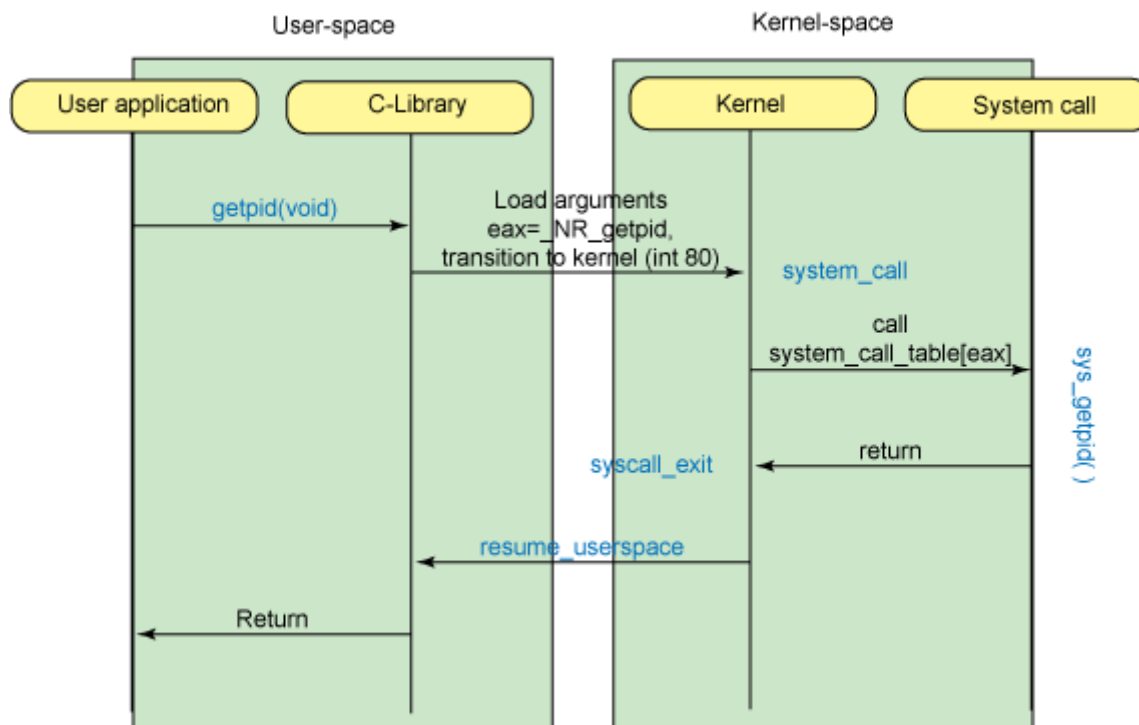 User-space
Kernel-space
User application
C-Library
Kernel
System call
getpid(void)
Load arguments
eax=_NR_getpid,
transition to kernel (int 80)
system_call
call
system_call_table[eax]
sys_getpid( )
return
syscall_exit
resume_userspace
Return